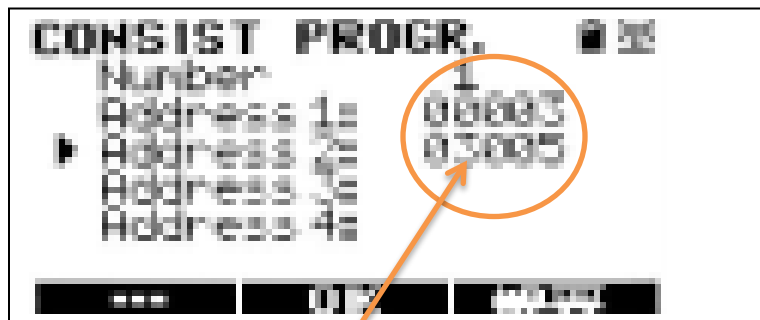 CONSIST PROGR.
Number 1
Address 1: 00003
Address 2: 03005
Address 3:
Address 4:
---